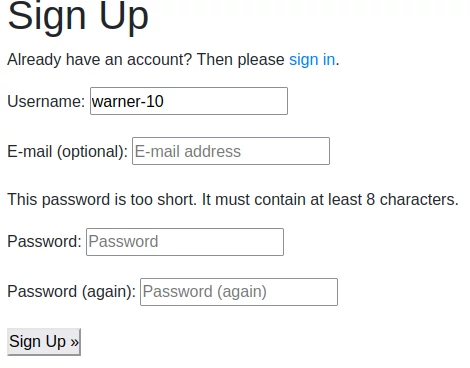 Sign Up
Already have an account? Then please sign in.
Username: warner-10
E-mail (optional): E-mail address
This password is too short. It must contain at least 8 characters.
Password: Password
Password (again): Password (again)
Sign Up »